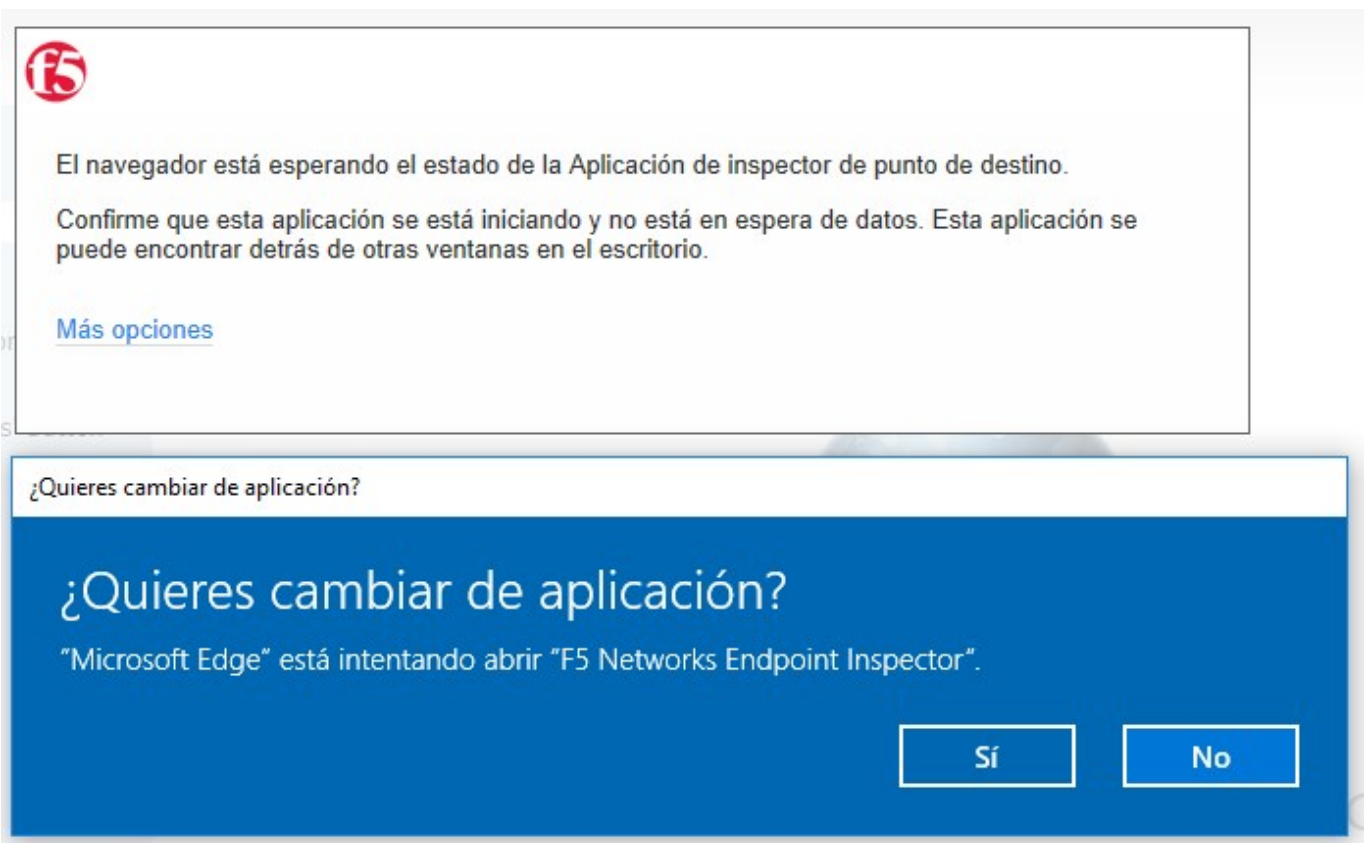 f5
El navegador está esperando el estado de la Aplicación de inspector de punto de destino.
Confirme que esta aplicación se está iniciando y no está en espera de datos. Esta aplicación se
puede encontrar detrás de otras ventanas en el escritorio.
Más opciones
¿Quieres cambiar de aplicación?
¿Quieres cambiar de aplicación?
"Microsoft Edge" está intentando abrir "F5 Networks Endpoint Inspector".
Sí
No